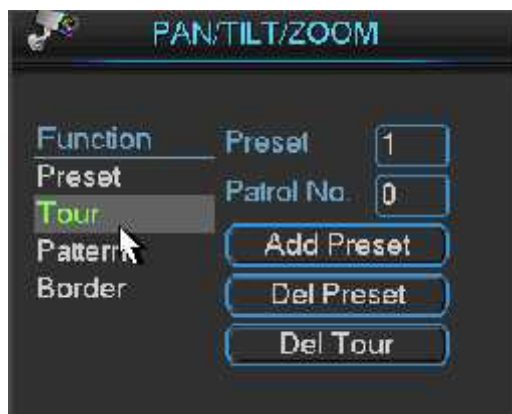 PAN/TILT/ZOOM
Function
Preset
Tour
Pattern
Border
Preset 1
Patrol No. 0
Add Preset
Del Preset
Del Tour